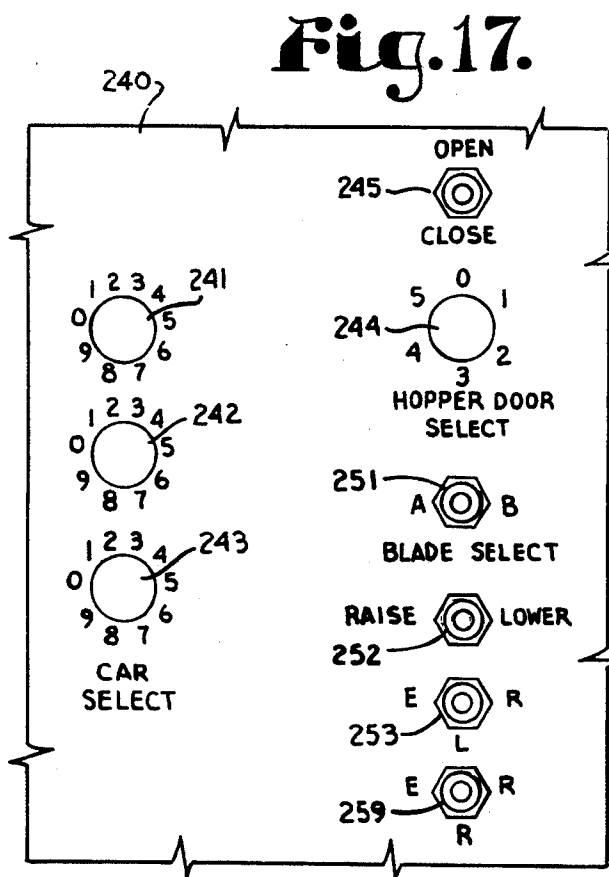 Fig.17.
240
OPEN
245
CLOSE
1 2 3 4
0 5
9 8 7 6
241
0
5 1
244
4 2
3
HOPPER DOOR
SELECT
1 2 3 4
0 5
9 8 7 6
242
251
A B
BLADE SELECT
1 2 3 4
0 5
9 8 7 6
243
CAR
SELECT
RAISE LOWER
252
E R
253
L
E R
259
R